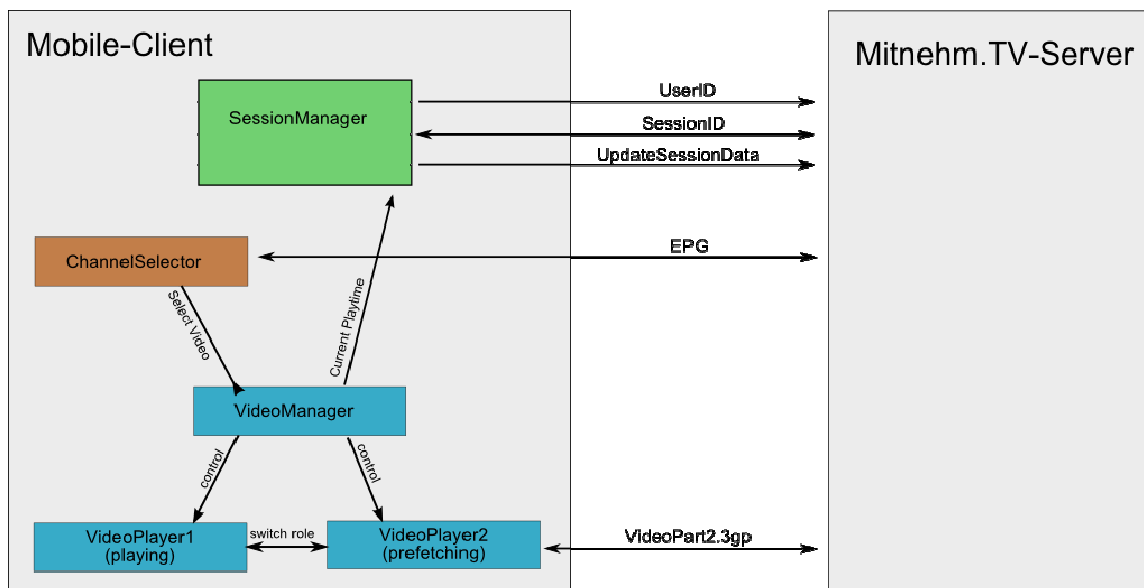 Mobile-Client
Mitnehm.TV-Server
SessionManager
UserID
SessionID
UpdateSessionData
ChannelSelector
EPG
Select Video
Current Playtime
VideoManager
control
control
VideoPlayer1
(playing)
switch role
VideoPlayer2
(prefetching)
VideoPart2.3gp